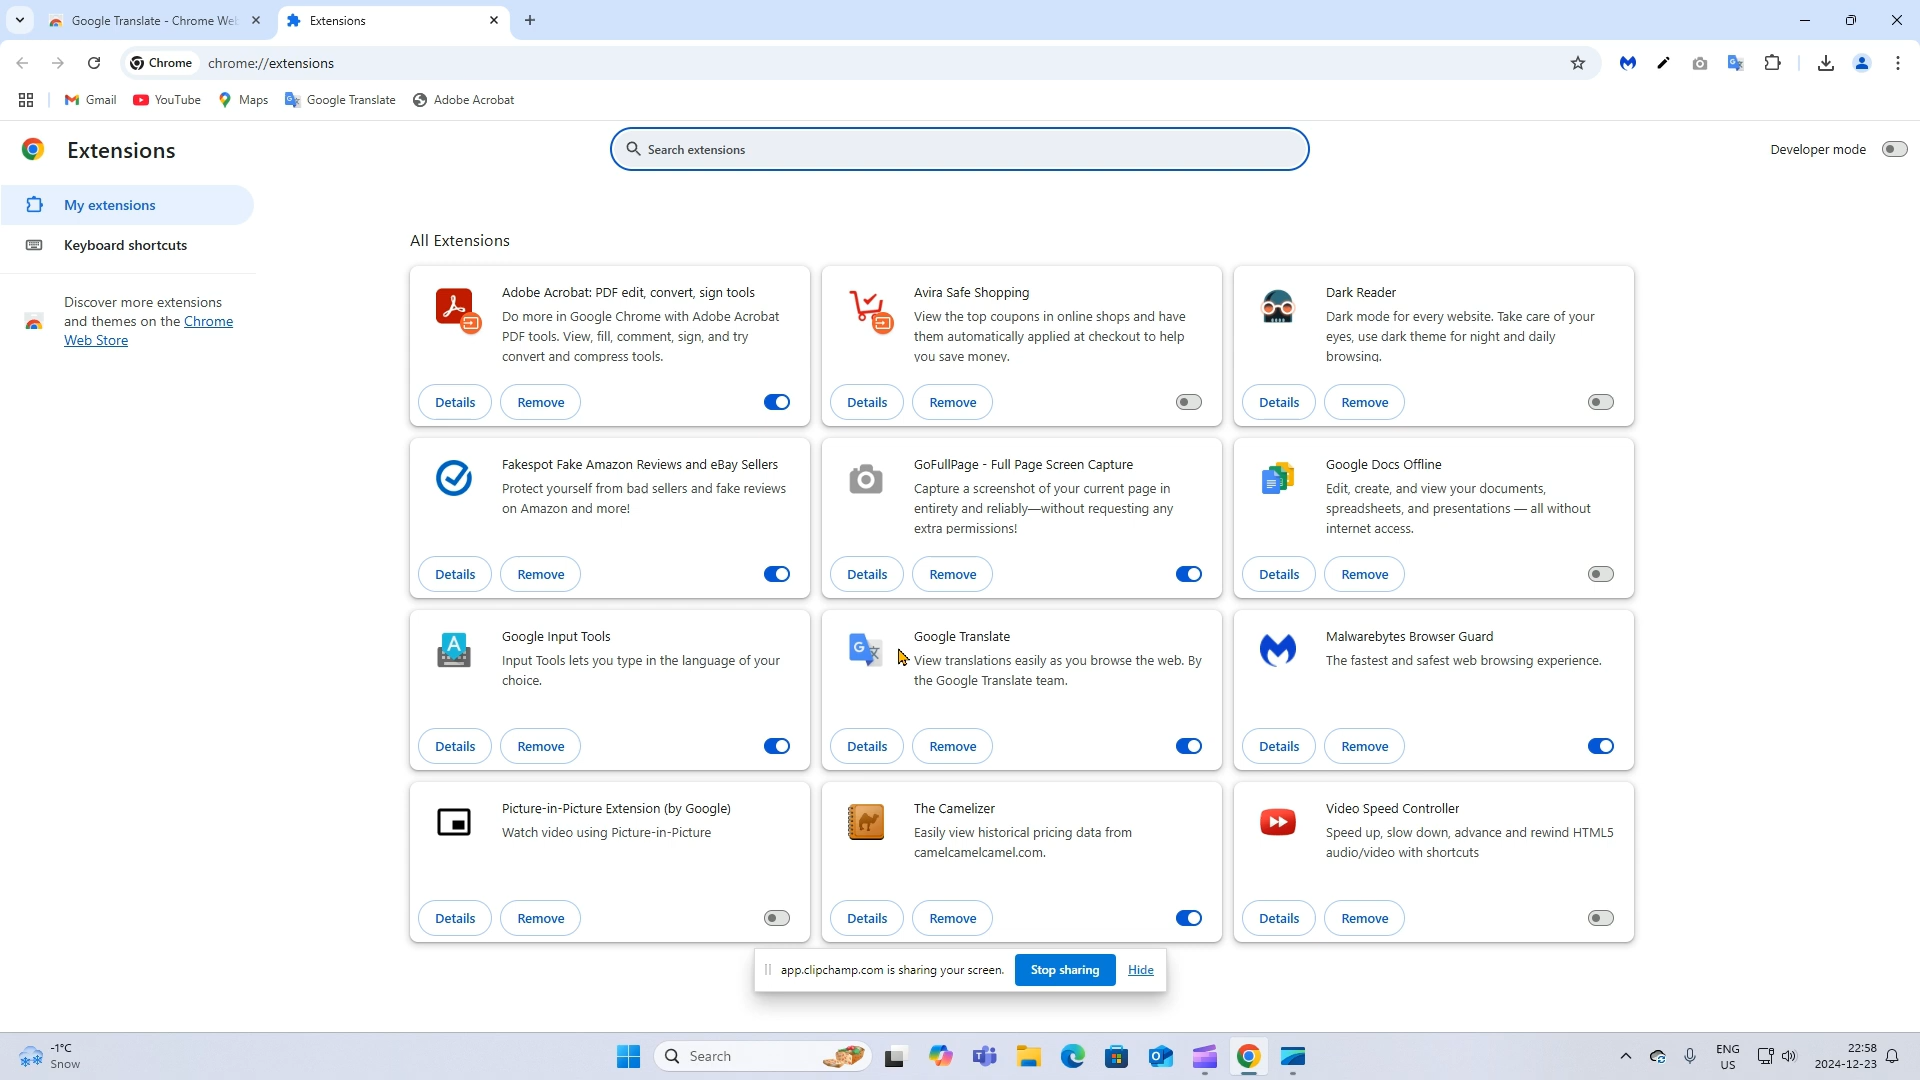 Google Translate - Chrome We
Extensions
Chrome
chrome://extensions
Gmail
YouTube
Maps
Google Translate
Adobe Acrobat
Extensions
Search extensions
Developer mode
My extensions
Keyboard shortcuts
Discover more extensions
and themes on the Chrome
Web Store
All Extensions
Adobe Acrobat: PDF edit, convert, sign tools
Do more in Google Chrome with Adobe Acrobat
PDF tools. View, fill, comment, sign, and try
convert and compress tools.
Details
Remove
Avira Safe Shopping
View the top coupons in online shops and have
them automatically applied at checkout to help
you save money.
Details
Remove
Dark Reader
Dark mode for every website. Take care of your
eyes, use dark theme for night and daily
browsing.
Details
Remove
Fakespot Fake Amazon Reviews and eBay Sellers
Protect yourself from bad sellers and fake reviews
on Amazon and more!
Details
Remove
GoFullPage - Full Page Screen Capture
Capture a screenshot of your current page in
entirety and reliably—without requesting any
extra permissions!
Details
Remove
Google Docs Offline
Edit, create, and view your documents,
spreadsheets, and presentations — all without
internet access.
Details
Remove
Google Input Tools
Input Tools lets you type in the language of your
choice.
Details
Remove
Google Translate
View translations easily as you browse the web. By
the Google Translate team.
Details
Remove
Malwarebytes Browser Guard
The fastest and safest web browsing experience.
Details
Remove
Picture-in-Picture Extension (by Google)
Watch video using Picture-in-Picture
Details
Remove
The Camelizer
Easily view historical pricing data from
camelcamelcamel.com.
Details
Remove
Video Speed Controller
Speed up, slow down, advance and rewind HTML5
audio/video with shortcuts
Details
Remove
app.clipchamp.com is sharing your screen.
Stop sharing
Hide
-1°C
Snow
Search
ENG
US
22:58
2024-12-23